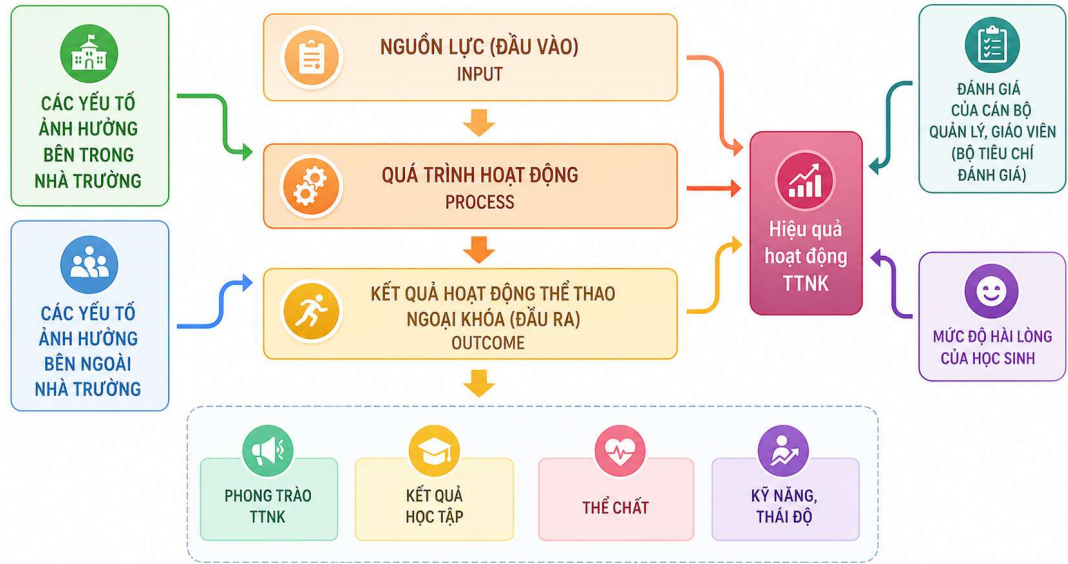 CÁC YẾU TỐ
ẢNH HƯỞNG
BÊN TRONG
NHÀ TRƯỜNG
CÁC YẾU TỐ
ẢNH HƯỞNG
BÊN NGOÀI
NHÀ TRƯỜNG
NGUỒN LỰC (ĐẦU VÀO)
INPUT
QUÁ TRÌNH HOẠT ĐỘNG
PROCESS
KẾT QUẢ HOẠT ĐỘNG THỂ THAO
NGOẠI KHÓA (ĐẦU RA)
OUTCOME
Hiệu quả
hoạt động
TTNK
ĐÁNH GIÁ
CỦA CÁN BỘ
QUẢN LÝ, GIÁO VIÊN
(BỘ TIÊU CHÍ
ĐÁNH GIÁ)
MỨC ĐỘ HÀI LÒNG
CỦA HỌC SINH
PHONG TRÀO
TTNK
KẾT QUẢ
HỌC TẬP
THỂ CHẤT
KỸ NĂNG,
THÁI ĐỘ